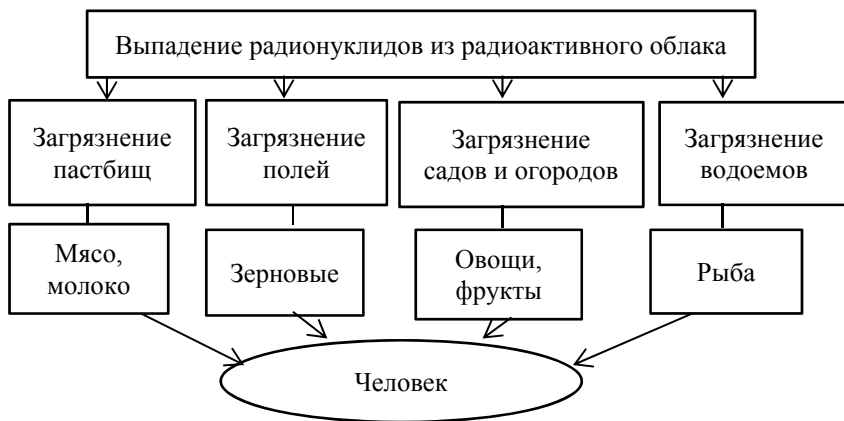 Выпадение радионуклидов из радиоактивного облака
Загрязнение
пастбищ
Загрязнение
полей
Загрязнение
садов и огородов
Загрязнение
водоемов
Мясо,
молоко
Зерновые
Овощи,
фрукты
Рыба
Человек